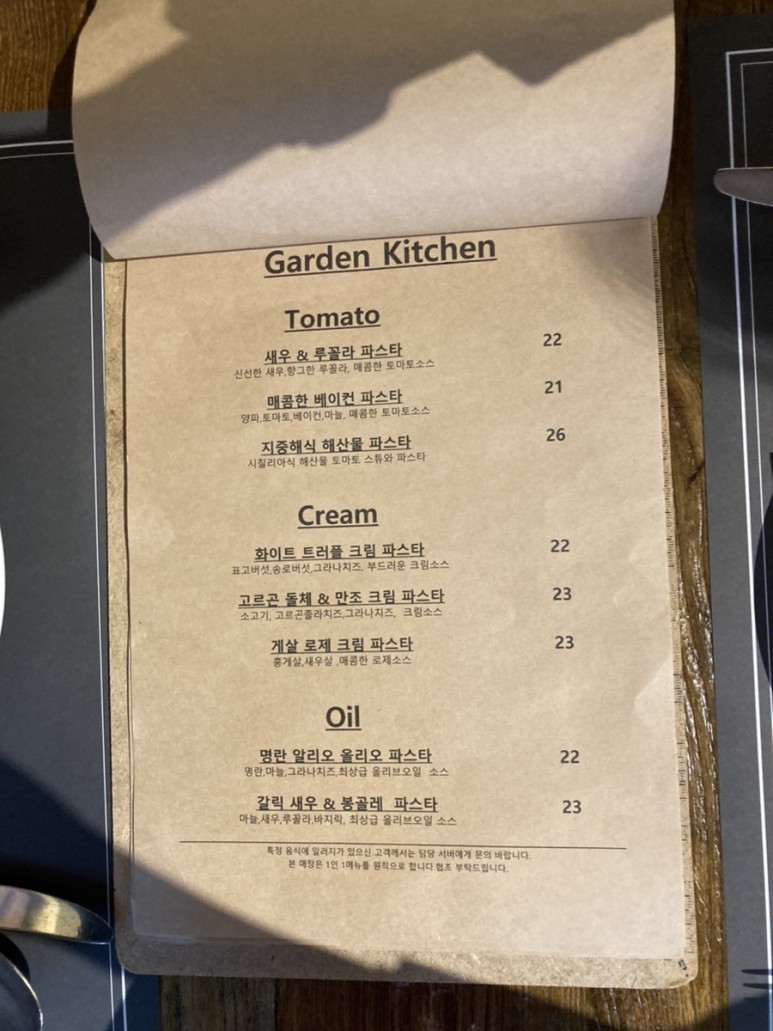 Garden Kitchen
Tomato
새우 & 루꼴라 파스타 22
신선한 새우,향그한 루꼴라, 매콤한 토마토소스
매콤한 베이컨 파스타 21
양파,토마토,베이컨,마늘, 매콤한 토마토소스
지중해식 해산물 파스타 26
시칠리아식 해산물 토마토 스튜와 파스타
Cream
화이트 트러플 크림 파스타 22
표고버섯,송로버섯,그라나치즈, 부드러운 크림소스
고르곤 돌체 & 만조 크림 파스타 23
소고기, 고르곤졸라치즈,그라나치즈, 크림소스
게살 로제 크림 파스타 23
홍게살,새우살 ,매콤한 로제소스
Oil
명란 알리오 올리오 파스타 22
명란,마늘,그라나치즈,최상급 올리브오일 소스
갈릭 새우 & 봉골레 파스타 23
마늘,새우,루꼴라,바지락, 최상급 올리브오일 소스
특정 음식에 알러지가 있으신 고객께서는 담당 서버에게 문의 바랍니다.
본 매장은 1인 1메뉴를 원칙으로 합니다.협조 부탁드립니다.